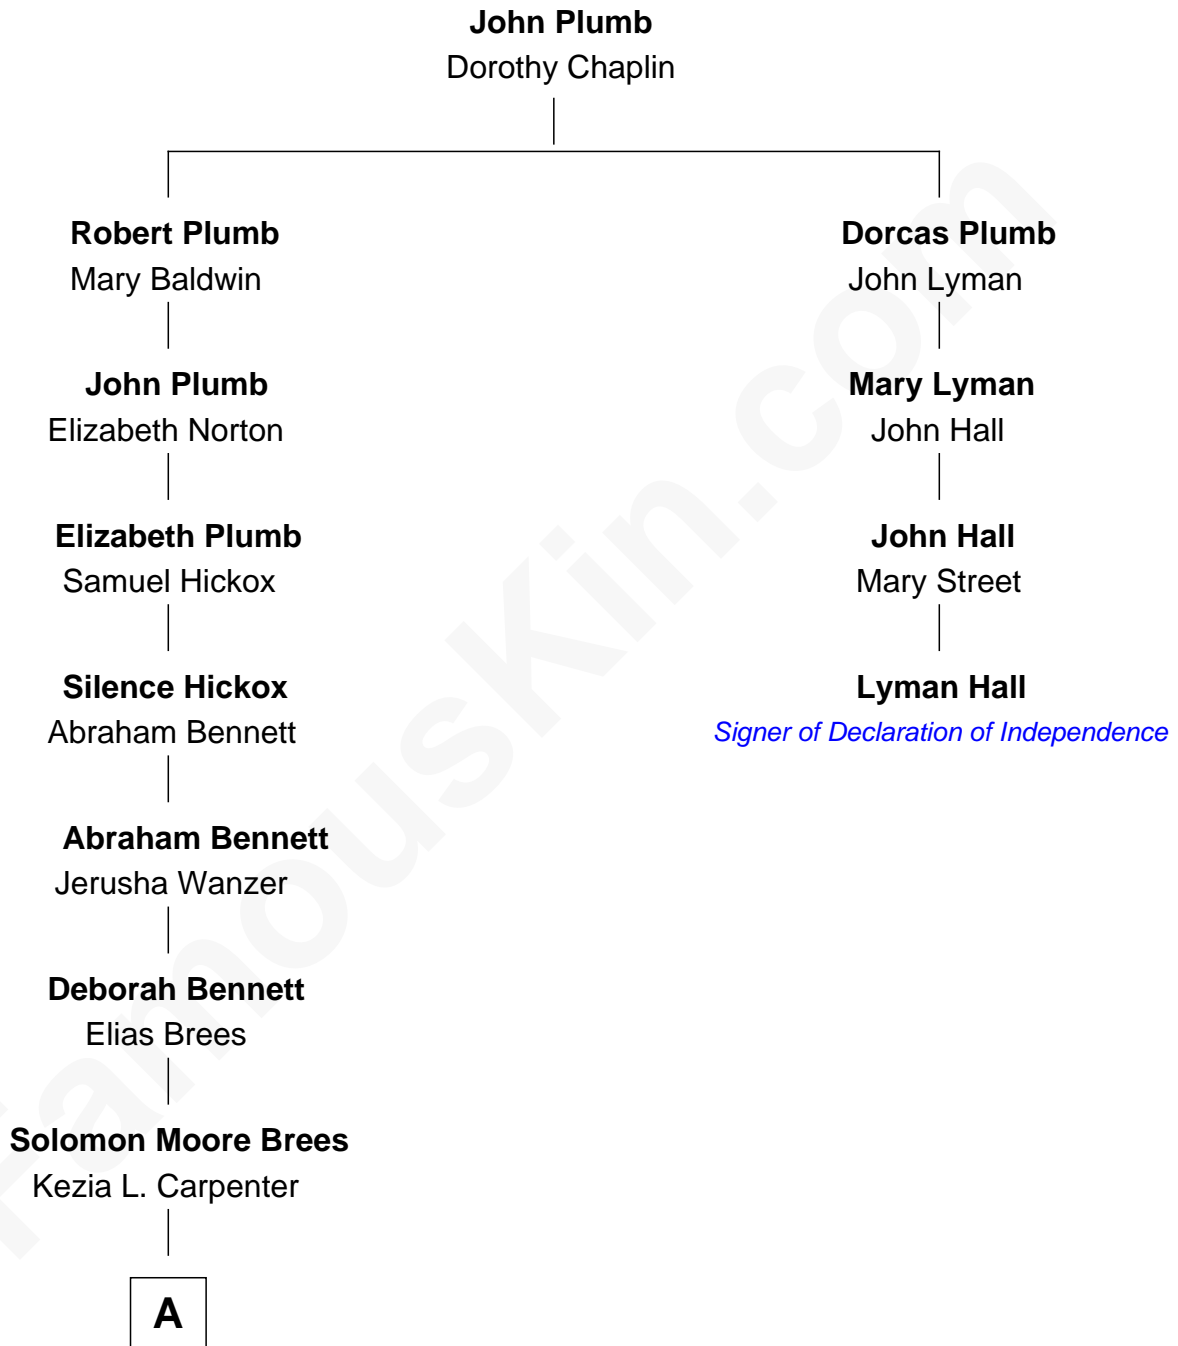 John Plumb
Dorothy Chaplin
Robert Plumb
Mary Baldwin
Dorcas Plumb
John Lyman
John Plumb
Elizabeth Norton
Mary Lyman
John Hall
Elizabeth Plumb
Samuel Hickox
John Hall
Mary Street
Silence Hickox
Abraham Bennett
Lyman Hall
Signer of Declaration of Independence
Abraham Bennett
Jerusha Wanzer
Deborah Bennett
Elias Brees
Solomon Moore Brees
Kezia L. Carpenter
A
FamousKin.com